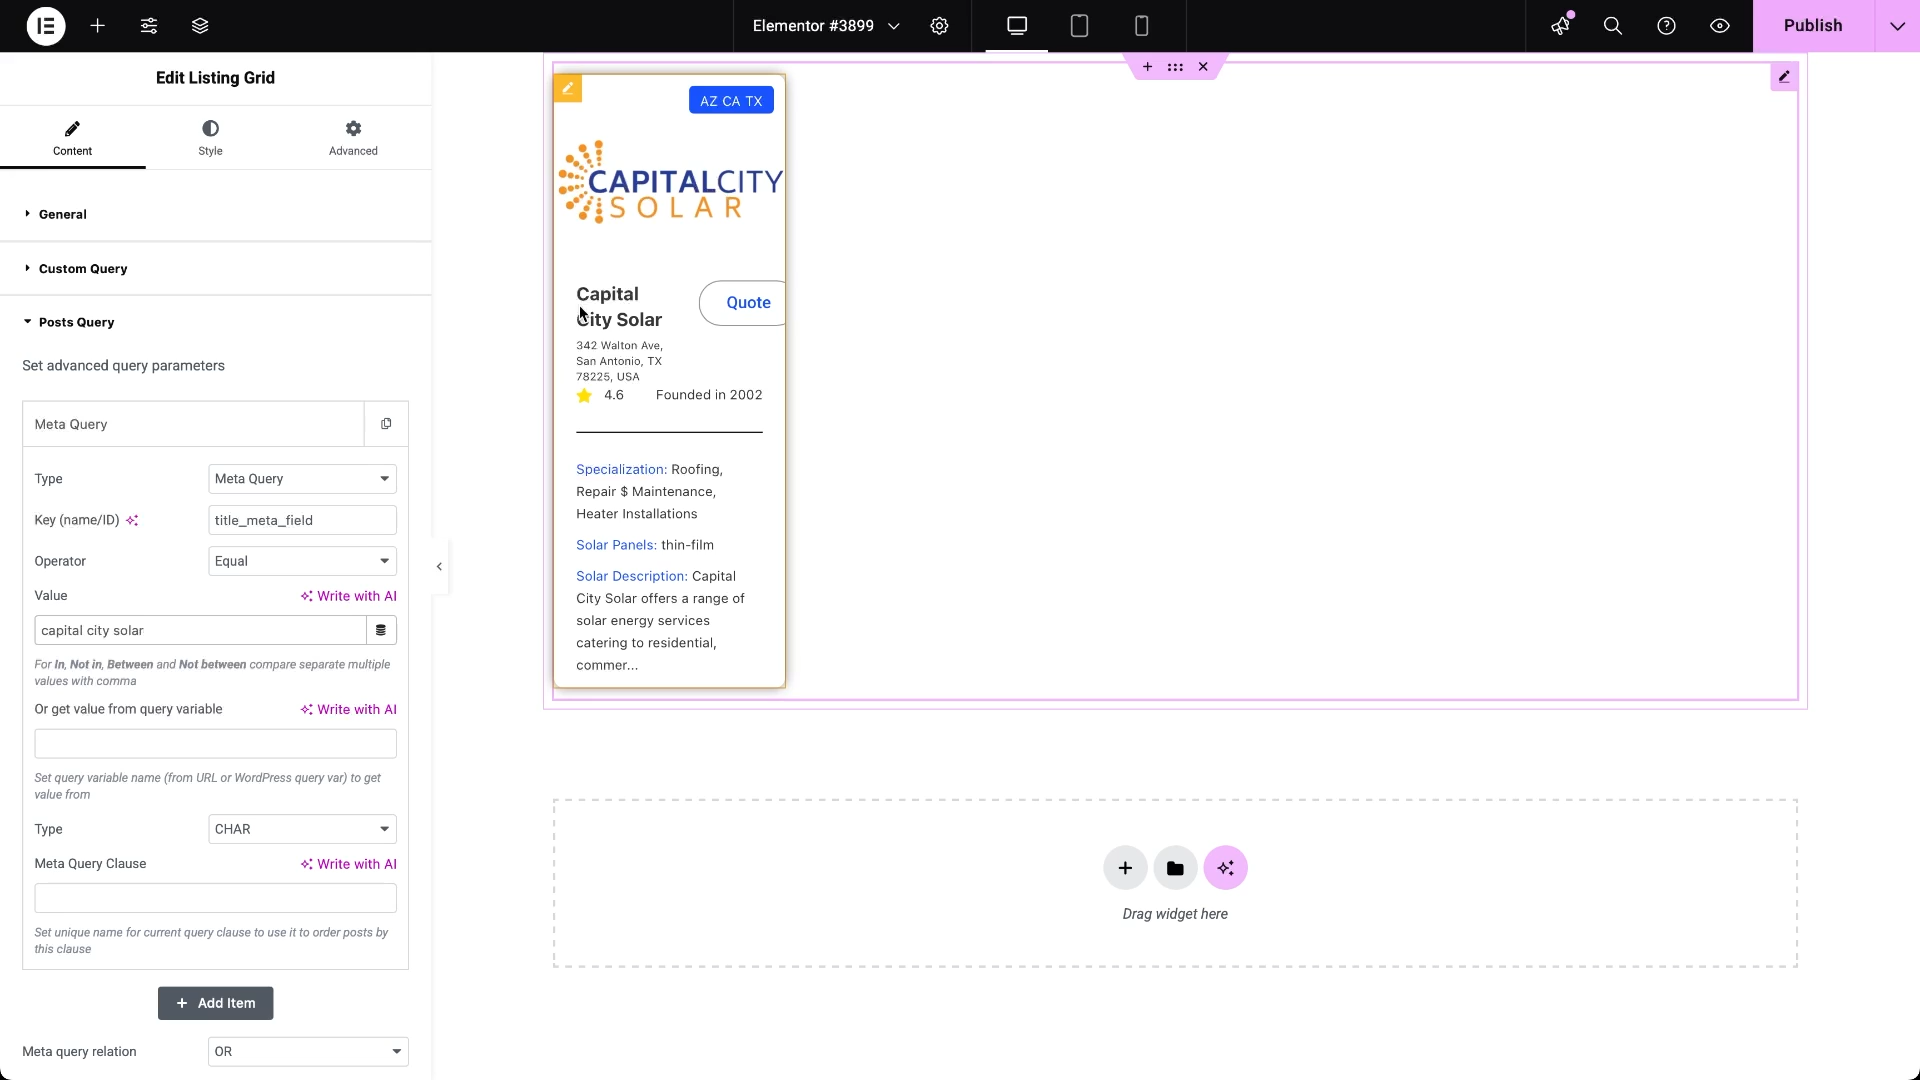 Elementor #3899
Publish
Edit Listing Grid
Content
Style
Advanced
General
Custom Query
Posts Query
Set advanced query parameters
Meta Query
Type
Meta Query
Key (name/ID)
title_meta_field
Operator
Equal
Value
Write with AI
capital city solar
For In, Not in, Between and Not between compare separate multiple
values with comma
Or get value from query variable
Write with AI
Set query variable name (from URL or WordPress query var) to get
value from
Type
CHAR
Meta Query Clause
Write with AI
Set unique name for current query clause to use it to order posts by
this clause
+ Add Item
Meta query relation
OR
AZ CA TX
CAPITALCITY
SOLAR
Capital
City Solar
Quote
342 Walton Ave,
San Antonio, TX
78225, USA
4.6
Founded in 2002
Specialization: Roofing,
Repair $ Maintenance,
Heater Installations
Solar Panels: thin-film
Solar Description: Capital
City Solar offers a range of
solar energy services
catering to residential,
commer...
Drag widget here